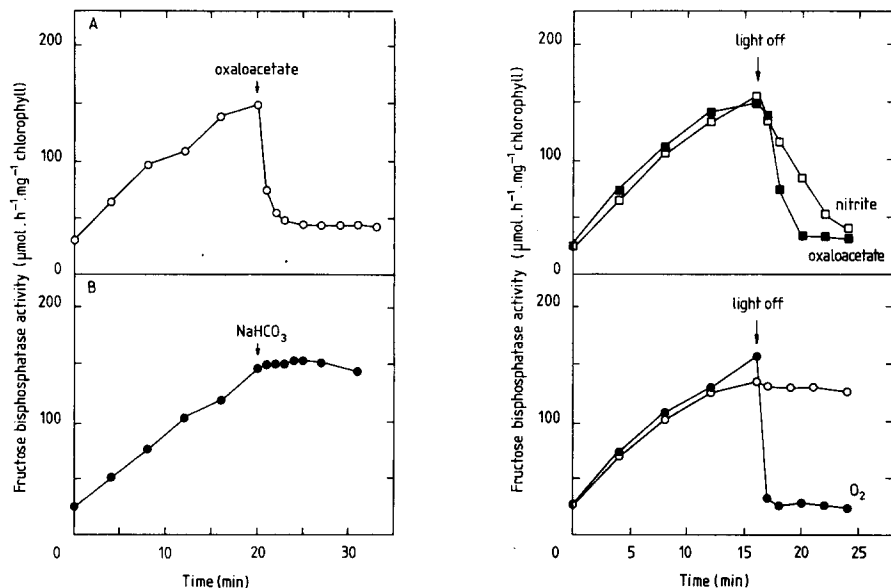 A
200
100
0
oxaloacetate
B
200
100
0
NaHCO3
0
10
20
30
Time (min)
Fructose bisphosphatase activity (µmol. h⁻¹. mg⁻¹ chlorophyll)
200
100
0
light off
nitrite
oxaloacetate
200
100
0
light off
O2
0
5
10
15
20
25
Time (min)
Fructose bisphosphatase activity (µmol. h⁻¹. mg⁻¹ chlorophyll)